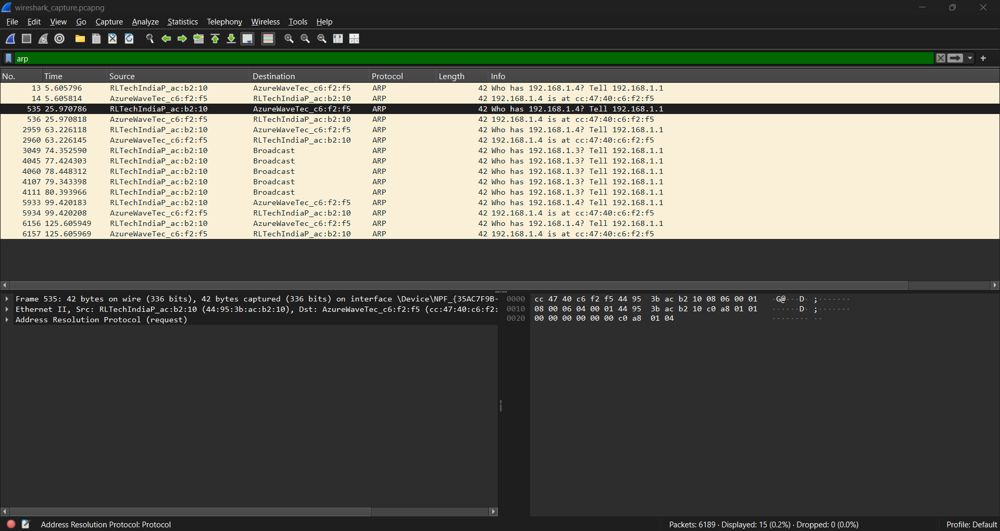 wireshark_capture.pcapng
File Edit View Go Capture Analyze Statistics Telephony Wireless Tools Help
arp
No. Time Source Destination Protocol Length Info
13 5.605796 RLTechIndiaP_ac:b2:10 AzureWaveTec_c6:f2:f5 ARP 42 Who has 192.168.1.4? Tell 192.168.1.1
14 5.605814 AzureWaveTec_c6:f2:f5 RLTechIndiaP_ac:b2:10 ARP 42 192.168.1.4 is at cc:47:40:c6:f2:f5
535 25.970786 RLTechIndiaP_ac:b2:10 AzureWaveTec_c6:f2:f5 ARP 42 Who has 192.168.1.4? Tell 192.168.1.1
536 25.970818 AzureWaveTec_c6:f2:f5 RLTechIndiaP_ac:b2:10 ARP 42 192.168.1.4 is at cc:47:40:c6:f2:f5
2959 63.226118 RLTechIndiaP_ac:b2:10 AzureWaveTec_c6:f2:f5 ARP 42 Who has 192.168.1.4? Tell 192.168.1.1
2960 63.226145 AzureWaveTec_c6:f2:f5 RLTechIndiaP_ac:b2:10 ARP 42 192.168.1.4 is at cc:47:40:c6:f2:f5
3049 74.352590 RLTechIndiaP_ac:b2:10 Broadcast ARP 42 Who has 192.168.1.3? Tell 192.168.1.1
4045 77.424303 RLTechIndiaP_ac:b2:10 Broadcast ARP 42 Who has 192.168.1.3? Tell 192.168.1.1
4060 78.448312 RLTechIndiaP_ac:b2:10 Broadcast ARP 42 Who has 192.168.1.3? Tell 192.168.1.1
4107 79.343398 RLTechIndiaP_ac:b2:10 Broadcast ARP 42 Who has 192.168.1.3? Tell 192.168.1.1
4111 80.393966 RLTechIndiaP_ac:b2:10 Broadcast ARP 42 Who has 192.168.1.3? Tell 192.168.1.1
5933 99.420183 RLTechIndiaP_ac:b2:10 AzureWaveTec_c6:f2:f5 ARP 42 Who has 192.168.1.4? Tell 192.168.1.1
5934 99.420208 AzureWaveTec_c6:f2:f5 RLTechIndiaP_ac:b2:10 ARP 42 192.168.1.4 is at cc:47:40:c6:f2:f5
6156 125.605949 RLTechIndiaP_ac:b2:10 AzureWaveTec_c6:f2:f5 ARP 42 Who has 192.168.1.4? Tell 192.168.1.1
6157 125.605969 AzureWaveTec_c6:f2:f5 RLTechIndiaP_ac:b2:10 ARP 42 192.168.1.4 is at cc:47:40:c6:f2:f5
Frame 535: 42 bytes on wire (336 bits), 42 bytes captured (336 bits) on interface \Device\NPF_{35AC7F9B-
Ethernet II, Src: RLTechIndiaP_ac:b2:10 (44:95:3b:ac:b2:10), Dst: AzureWaveTec_c6:f2:f5 (cc:47:40:c6:f2:
Address Resolution Protocol (request)
0000 cc 47 40 c6 f2 f5 44 95 3b ac b2 10 08 06 00 01 ·G@···D· ;·······
0010 08 00 06 04 00 01 44 95 3b ac b2 10 c0 a8 01 01 ······D· ;·······
0020 00 00 00 00 00 00 c0 a8 01 04 ········ ··
Address Resolution Protocol: Protocol
Packets: 6189 · Displayed: 15 (0.2%) · Dropped: 0 (0.0%)
Profile: Default